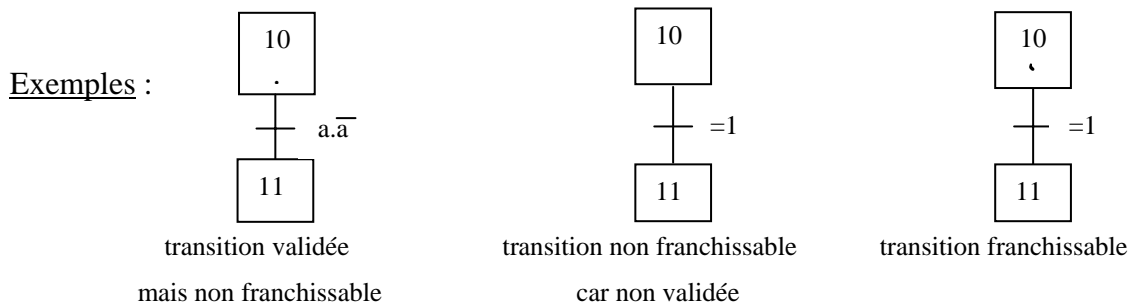 10
10
10
Exemples :
a.a̅
=1
=1
11
11
11
transition validée
mais non franchissable
transition non franchissable
car non validée
transition franchissable